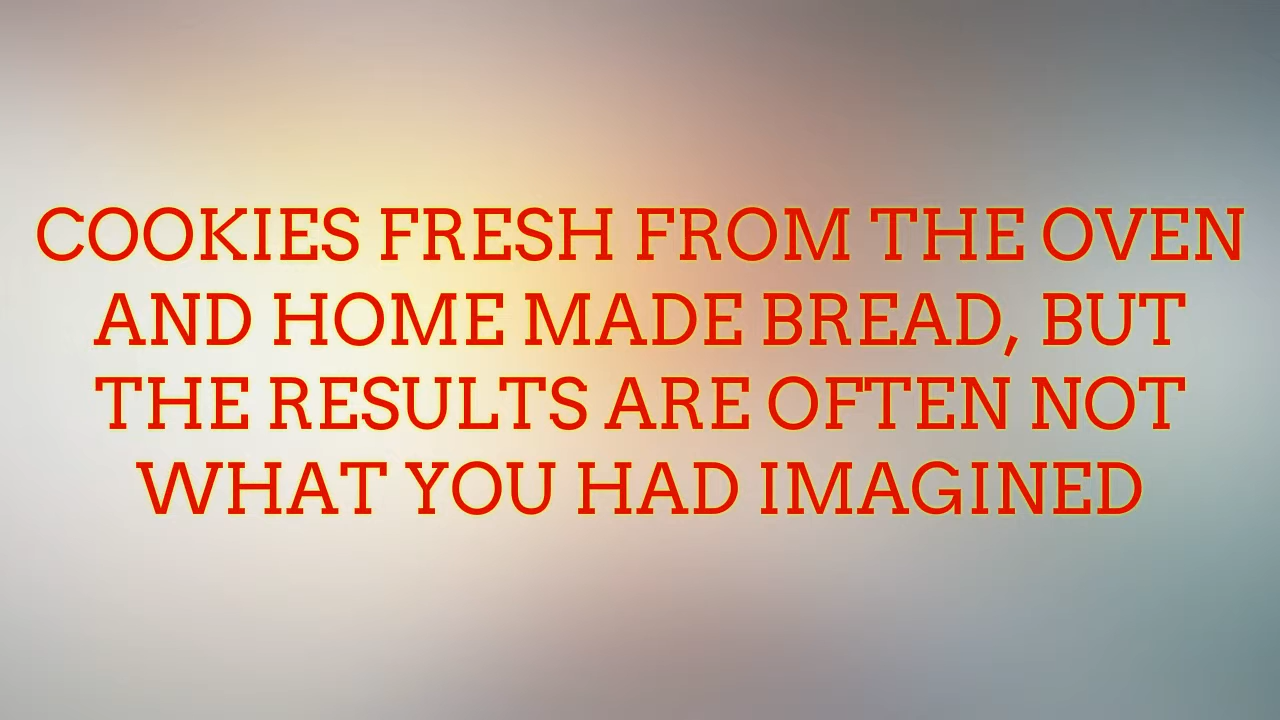 COOKIES FRESH FROM THE OVEN
AND HOME MADE BREAD, BUT
THE RESULTS ARE OFTEN NOT
WHAT YOU HAD IMAGINED